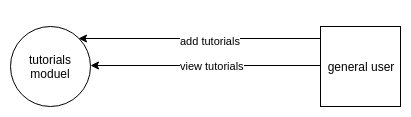 add tutorials
tutorials
moduel
view tutorials
general user